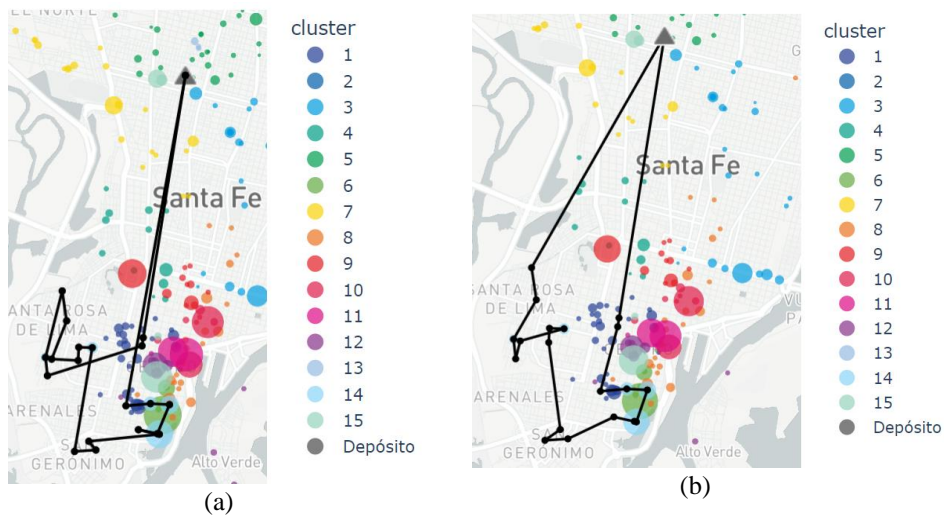 EL NORTE
Santa Fe
SANTA ROSA
DE LIMA
ARENALES
SAN
GERÓNIMO
Alto Verde
cluster
1
2
3
4
5
6
7
8
9
10
11
12
13
14
15
Depósito
(a)
Santa Fe
SANTA ROSA
DE LIMA
ARENALES
SAN
GERÓNIMO
Alto Verde
cluster
1
2
3
4
5
6
7
8
9
10
11
12
13
14
15
Depósito
(b)